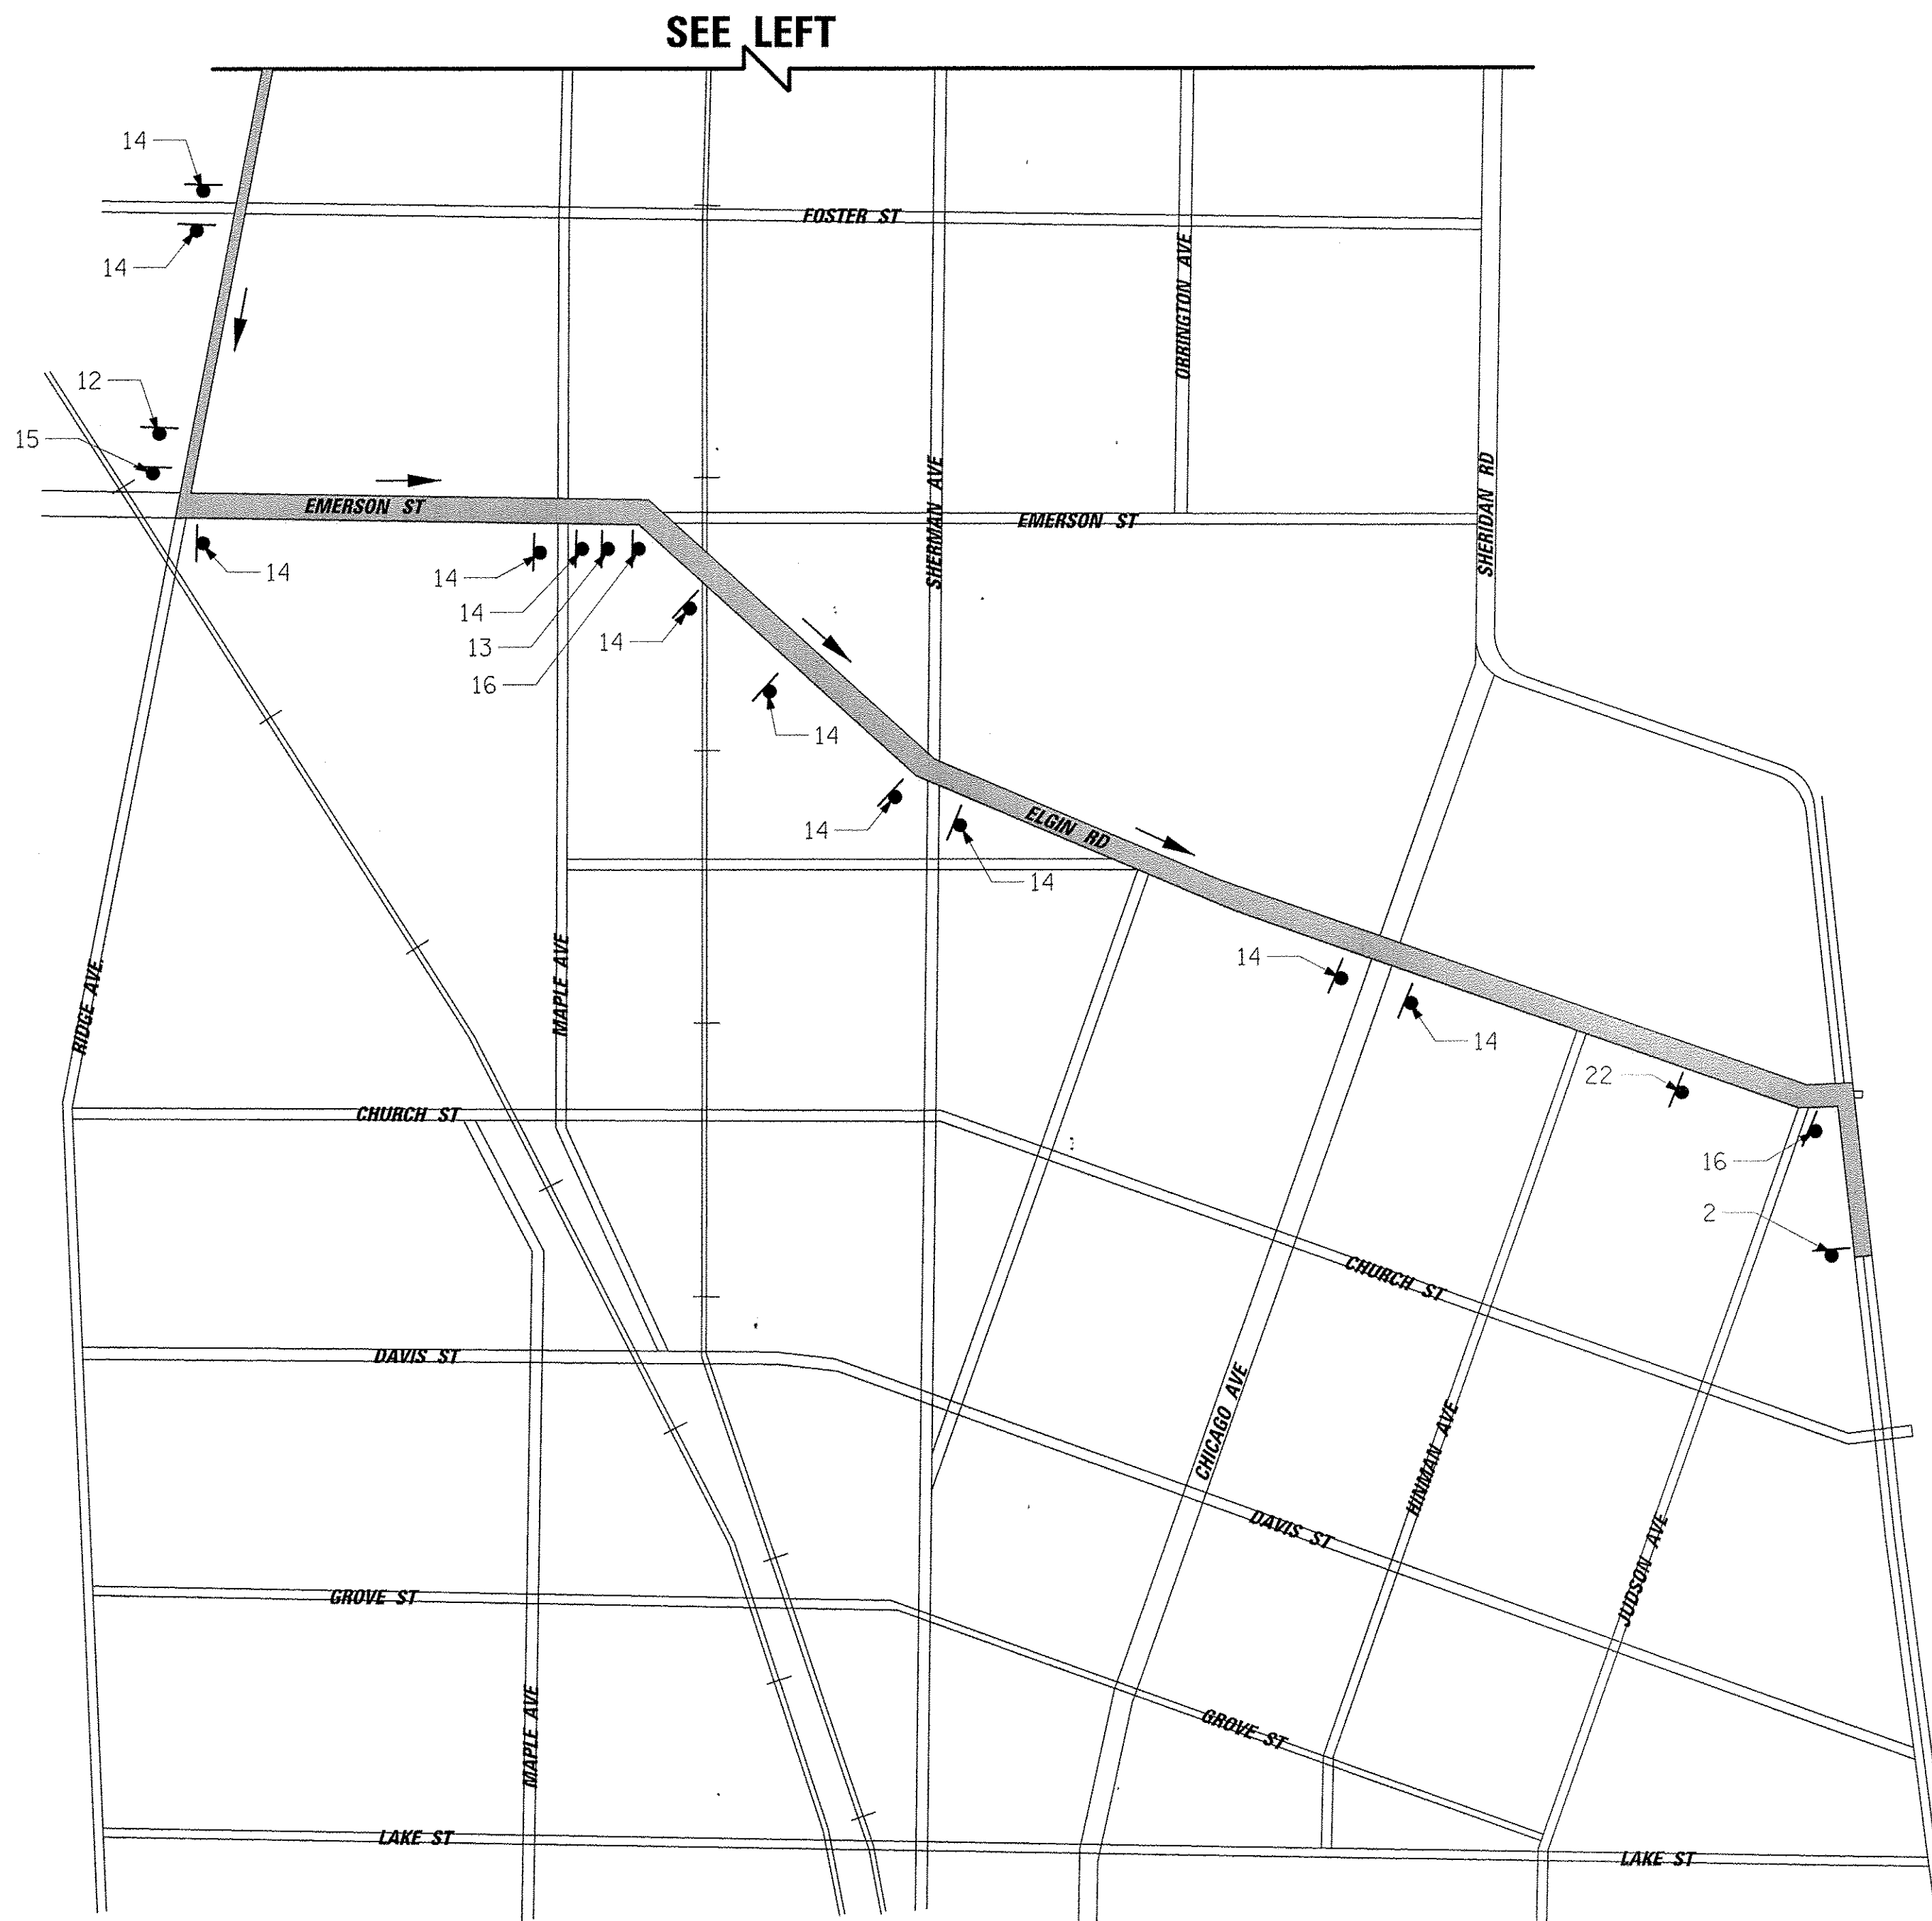 SEE LEFT
14
FOSTER ST
14
ORRINGTON AVE
12
15
SHERMAN AVE
SHERIDAN RD
EMERSON ST
EMERSON ST
14
14
14
14
13
16
14
14
ELGIN RD
14
14
RIDGE AVE.
MAPLE AVE
14
22
CHURCH ST
16
2
CHURCH ST
DAVIS ST
CHICAGO AVE
HINMAN AVE
DAVIS ST
JUDSON AVE
GROVE ST
MAPLE AVE
GROVE ST
LAKE ST
LAKE ST